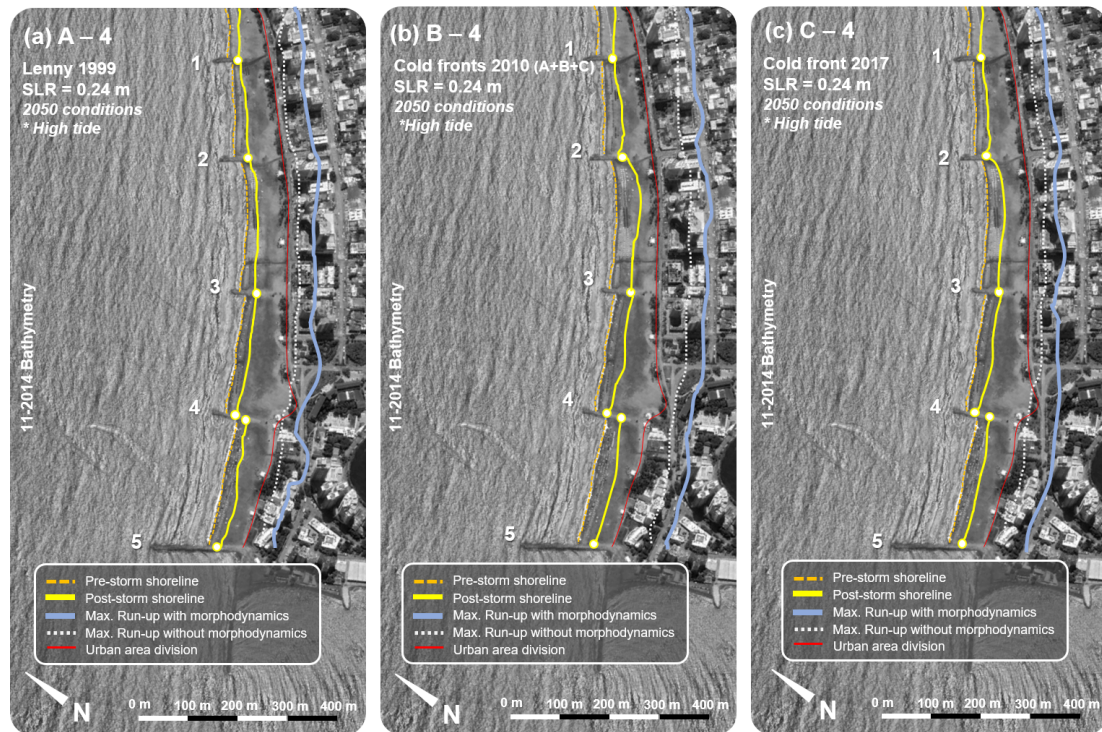 (a) A – 4
Lenny 1999
SLR = 0.24 m
2050 conditions
* High tide
1
2
3
4
5
11-2014 Bathymetry
Pre-storm shoreline
Post-storm shoreline
Max. Run-up with morphodynamics
Max. Run-up without morphodynamics
Urban area division
N
0 m 100 m 200 m 300 m 400 m
(b) B – 4
Cold fronts 2010 (A+B+C)
SLR = 0.24 m
2050 conditions
*High tide
1
2
3
4
5
11-2014 Bathymetry
Pre-storm shoreline
Post-storm shoreline
Max. Run-up with morphodynamics
Max. Run-up without morphodynamics
Urban area division
N
0 m 100 m 200 m 300 m 400 m
(c) C – 4
Cold front 2017
SLR = 0.24 m
2050 conditions
* High tide
1
2
3
4
5
11-2014 Bathymetry
Pre-storm shoreline
Post-storm shoreline
Max. Run-up with morphodynamics
Max. Run-up without morphodynamics
Urban area division
N
0 m 100 m 200 m 300 m 400 m